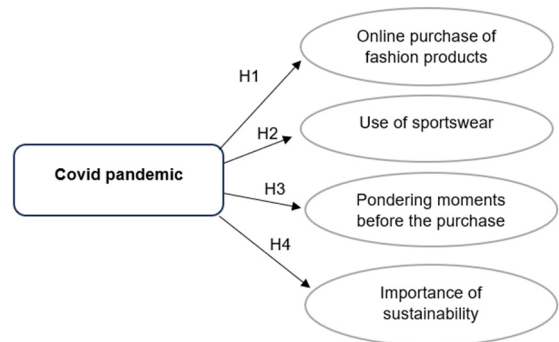 H1
Online purchase of
fashion products
H2
Use of sportswear
Covid pandemic
H3
Pondering moments
before the purchase
H4
Importance of
sustainability